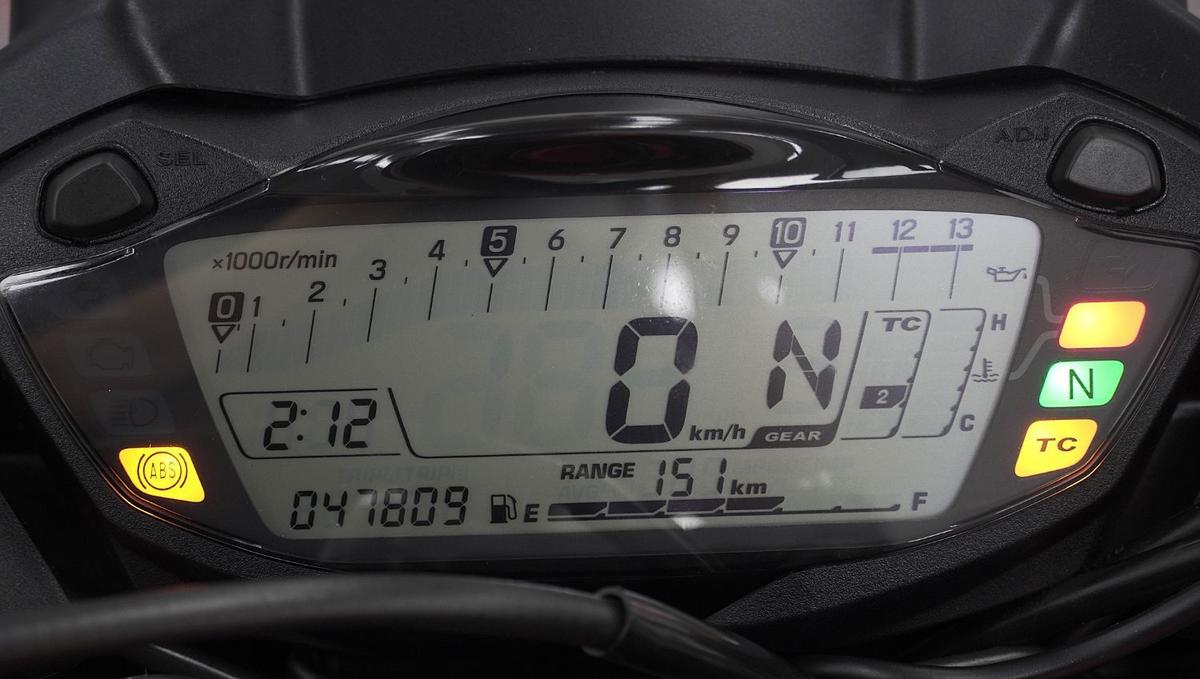 SEL ADJ
×1000r/min
0 1 2 3 4 5 6 7 8 9 10 11 12 13
TC H
0 km/h N GEAR
2
N
2:12
C
TC
ABS
RANGE 151 km
047809 E F